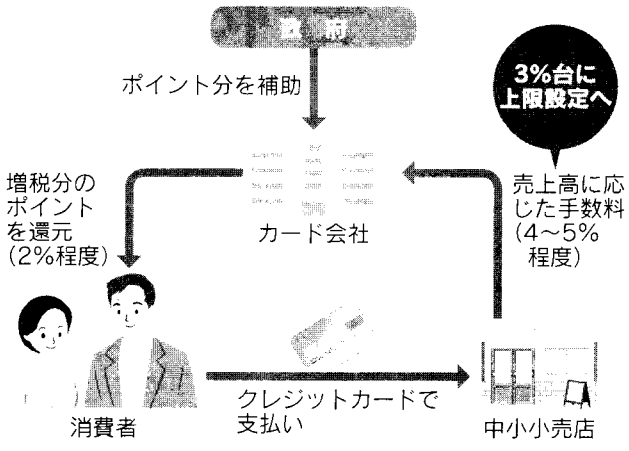 政府
ポイント分を補助
3%台に
上限設定へ
増税分の
ポイント
を還元
(2%程度)
カード会社
売上高に応
じた手数料
(4〜5%
程度)
クレジットカードで
支払い
消費者
中小小売店